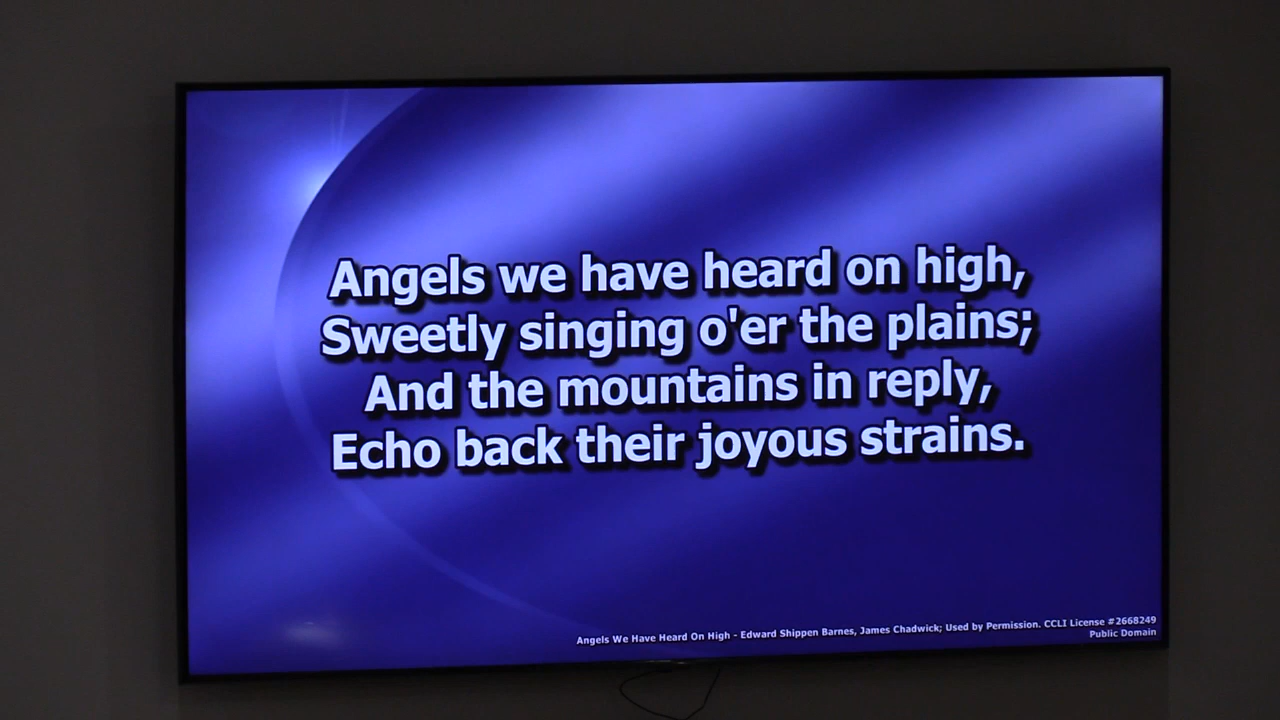 Angels we have heard on high,
Sweetly singing o'er the plains;
And the mountains in reply,
Echo back their joyous strains.
Angels We Have Heard On High - Edward Shippen Barnes, James Chadwick; Used by Permission. CCLI License #2668249
Public Domain